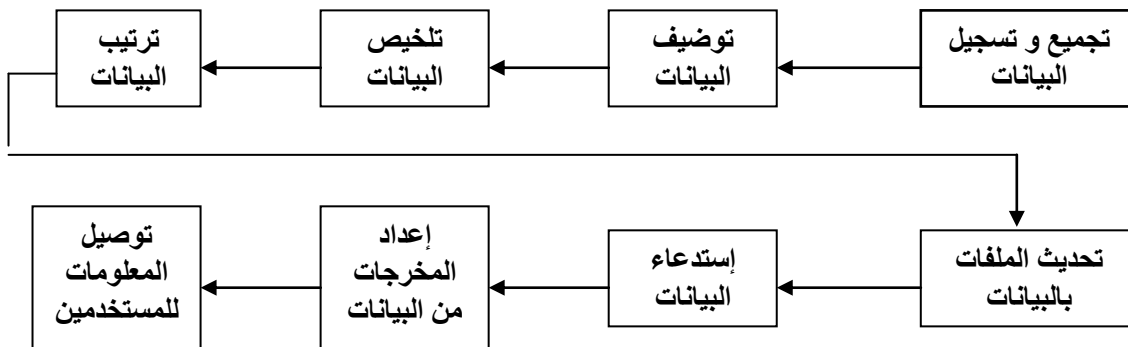 تجميع و تسجيل
البيانات
توضيف
البيانات
تلخيص
البيانات
ترتيب
البيانات
تحديث الملفات
بالبيانات
إستدعاء
البيانات
إعداد
المخرجات
من البيانات
توصيل
المعلومات
للمستخدمين